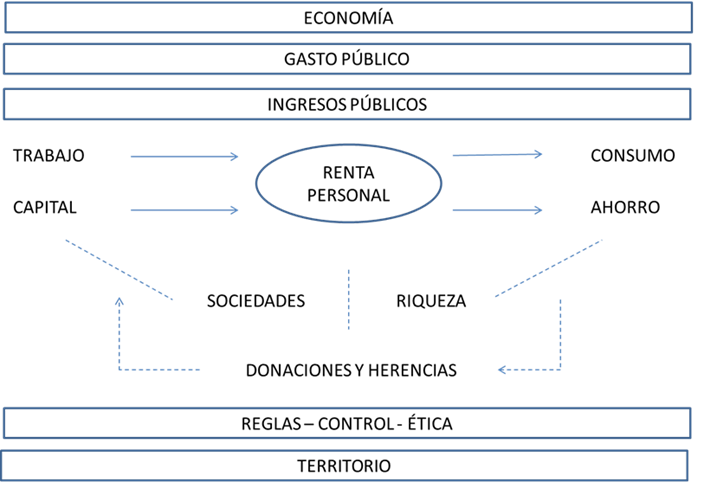 ECONOMÍA
GASTO PÚBLICO
INGRESOS PÚBLICOS
TRABAJO
RENTA
PERSONAL
CONSUMO
CAPITAL
AHORRO
SOCIEDADES
RIQUEZA
DONACIONES Y HERENCIAS
REGLAS – CONTROL - ÉTICA
TERRITORIO